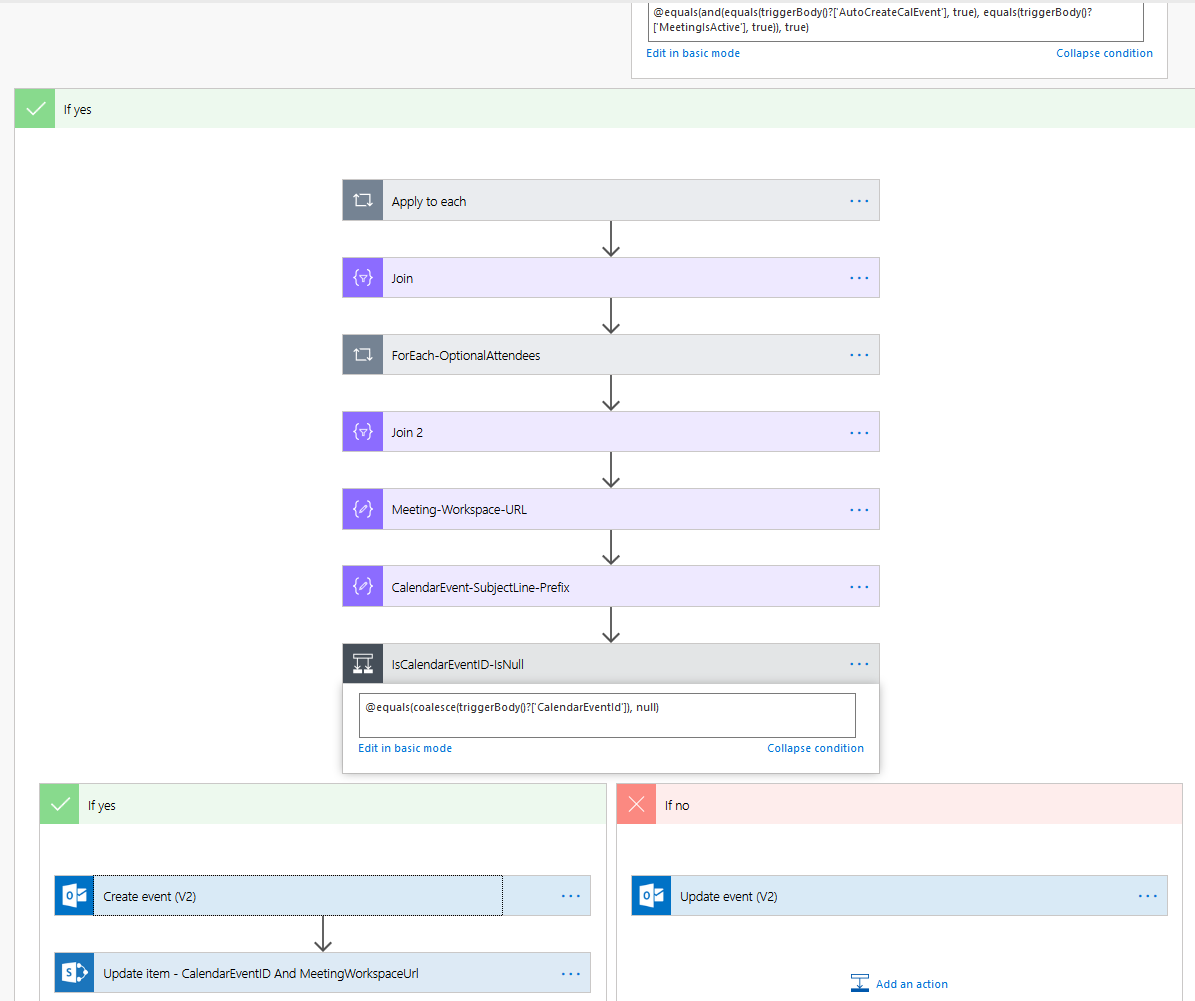 @equals(and(equals(triggerBody()?['AutoCreateCalEvent'], true), equals(triggerBody()?
['MeetingIsActive'], true)), true)
Edit in basic mode
Collapse condition
If yes
Apply to each
Join
ForEach-OptionalAttendees
Join 2
Meeting-Workspace-URL
CalendarEvent-SubjectLine-Prefix
IsCalendarEventID-IsNull
@equals(coalesce(triggerBody()?['CalendarEventId']), null)
Edit in basic mode
Collapse condition
If yes
If no
Create event (V2)
Update event (V2)
Update item - CalendarEventID And MeetingWorkspaceUrl
Add an action